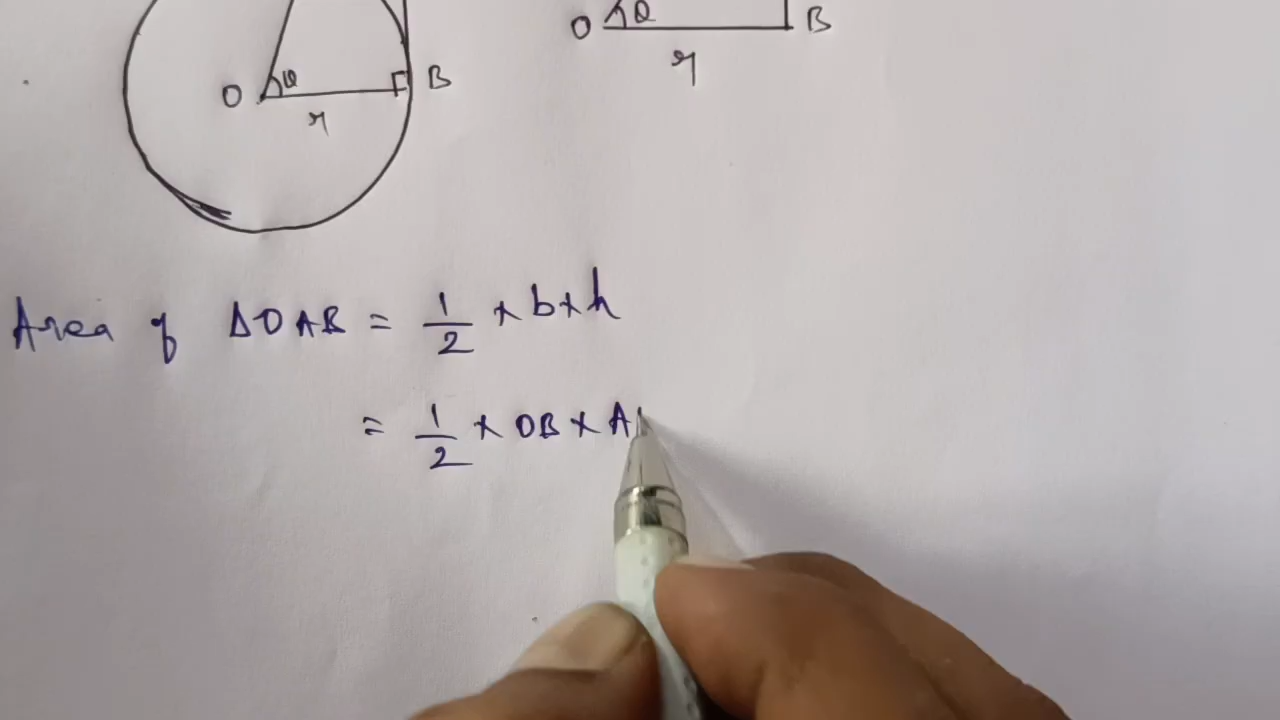 O θ B
r
O θ B
r
Area of ΔOAB = 1/2 × b × h
= 1/2 × OB × A